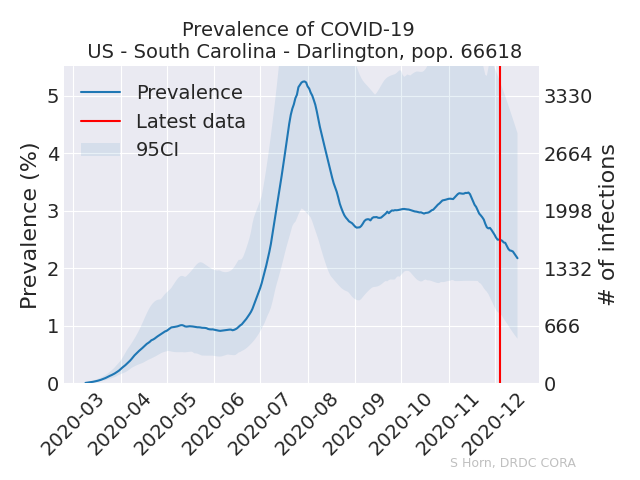 Prevalence of COVID-19
US - South Carolina - Darlington, pop. 66618
Prevalence
Latest data
95CI
Prevalence (%)
5
4
3
2
1
0
3330
2664
1998
1332
666
0
# of infections
2020-03
2020-04
2020-05
2020-06
2020-07
2020-08
2020-09
2020-10
2020-11
2020-12
S Horn, DRDC CORA